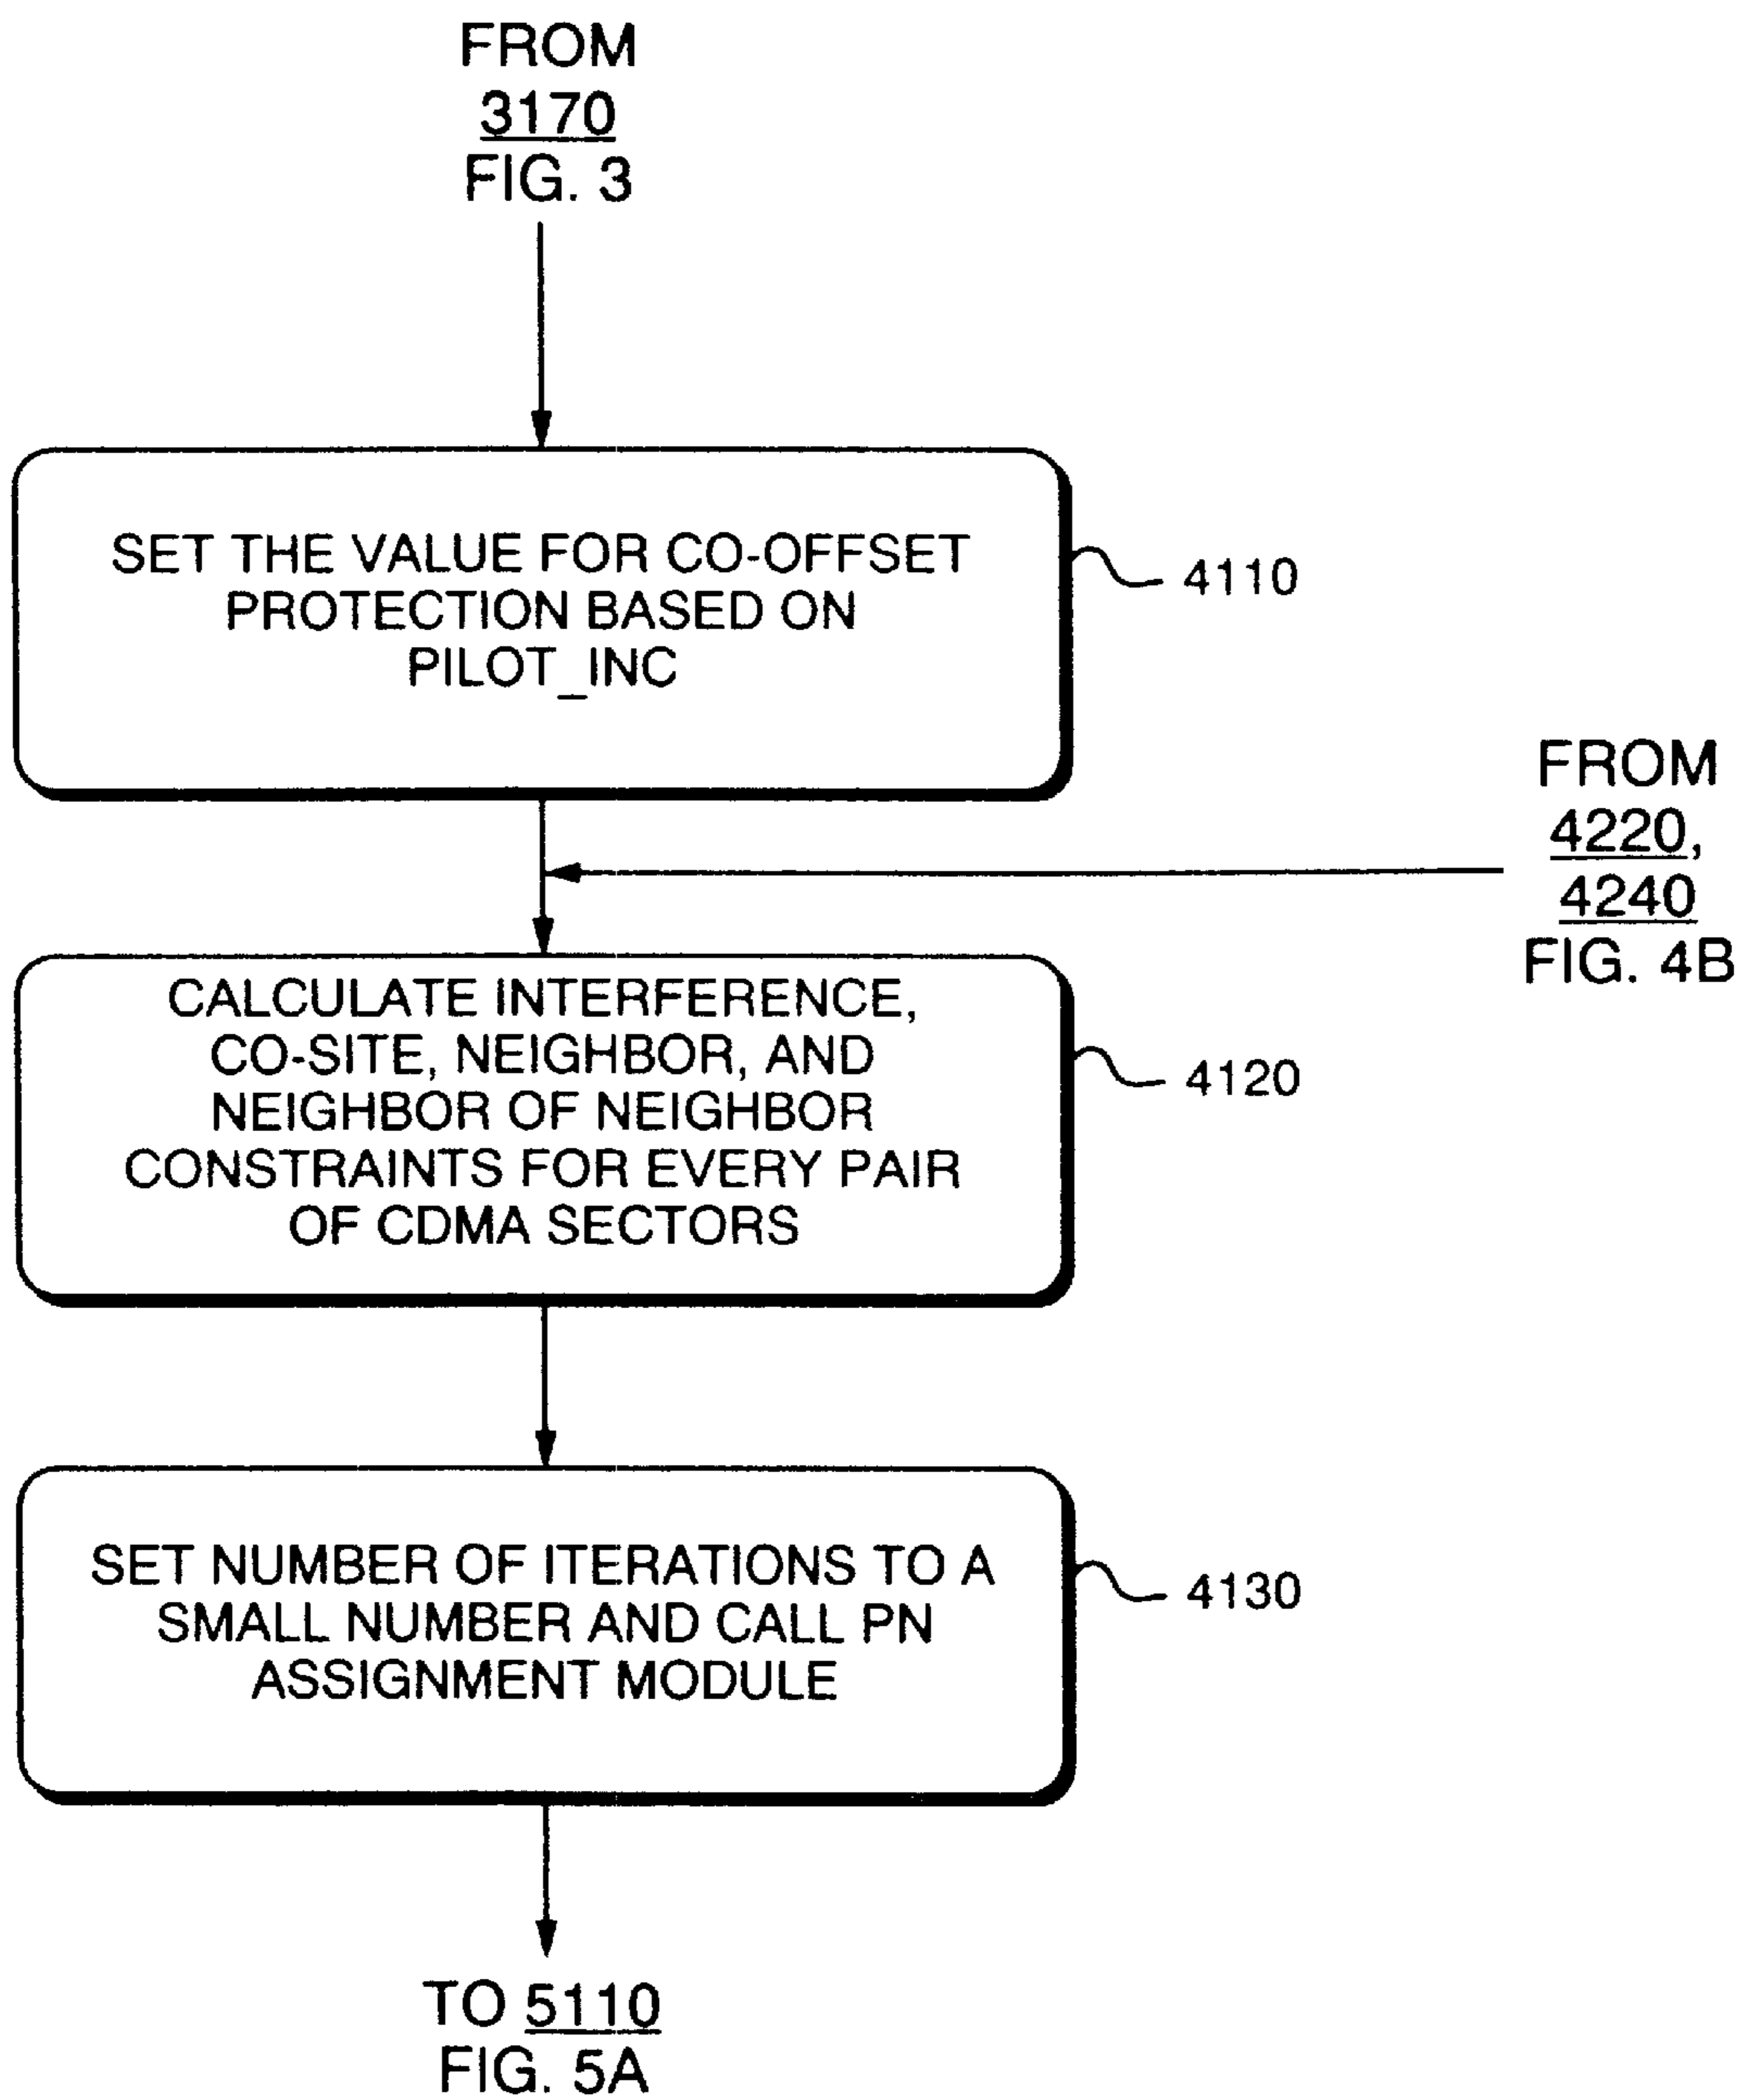 FROM
3170
FIG. 3
SET THE VALUE FOR CO-OFFSET
PROTECTION BASED ON
PILOT_INC
4110
FROM
4220,
4240
FIG. 4B
CALCULATE INTERFERENCE,
CO-SITE, NEIGHBOR, AND
NEIGHBOR OF NEIGHBOR
CONSTRAINTS FOR EVERY PAIR
OF CDMA SECTORS
4120
SET NUMBER OF ITERATIONS TO A
SMALL NUMBER AND CALL PN
ASSIGNMENT MODULE
4130
TO 5110
FIG. 5A